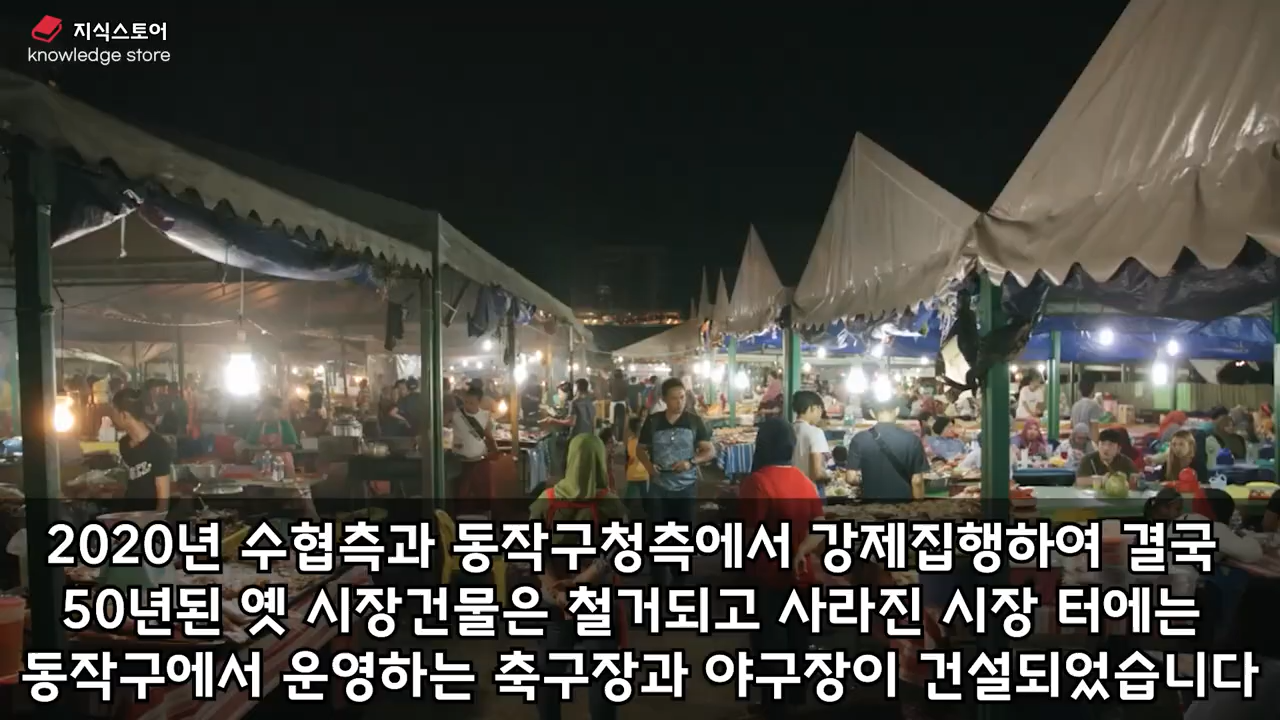 지식스토어
knowledge store
2020년 수협측과 동작구청측에서 강제집행하여 결국
50년된 옛 시장건물은 철거되고 사라진 시장 터에는
동작구에서 운영하는 축구장과 야구장이 건설되었습니다